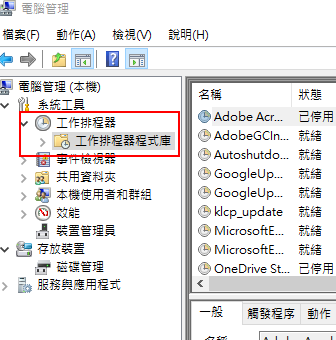 電腦管理
檔案(F) 動作(A) 檢視(V) 說明(H)
電腦管理 (本機)
系統工具
工作排程器
工作排程器程式庫
事件檢視器
共用資料夾
本機使用者和群組
效能
裝置管理員
存放裝置
磁碟管理
服務與應用程式
名稱 狀態
Adobe Acr... 已停用
AdobeGCIn... 就緒
Autoshutdo... 就緒
GoogleUp... 就緒
GoogleUp... 就緒
klcp_update 就緒
MicrosoftE... 就緒
MicrosoftE... 就緒
OneDrive St... 已停用
一般 觸發程序 動作
名稱